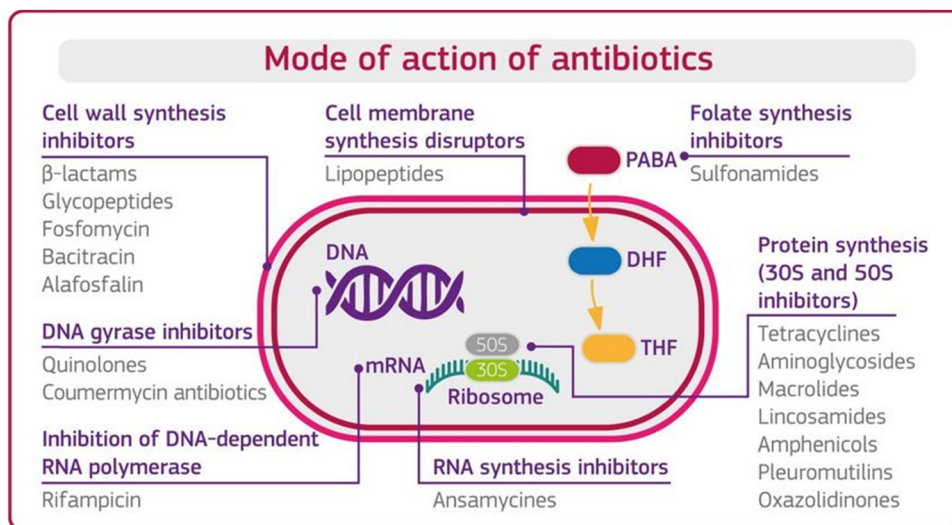 Mode of action of antibiotics
Cell wall synthesis
inhibitors
β-lactams
Glycopeptides
Fosfomycin
Bacitracin
Alafosfalin
Cell membrane
synthesis disruptors
Lipopeptides
Folate synthesis
inhibitors
Sulfonamides
PABA
DHF
THF
DNA
DNA gyrase inhibitors
Quinolones
Coumermycin antibiotics
mRNA
50S
30S
Ribosome
Protein synthesis
(30S and 50S
inhibitors)
Tetracyclines
Aminoglycosides
Macrolides
Lincosamides
Amphenicols
Pleuromutilins
Oxazolidinones
Inhibition of DNA-dependent
RNA polymerase
Rifampicin
RNA synthesis inhibitors
Ansamycines